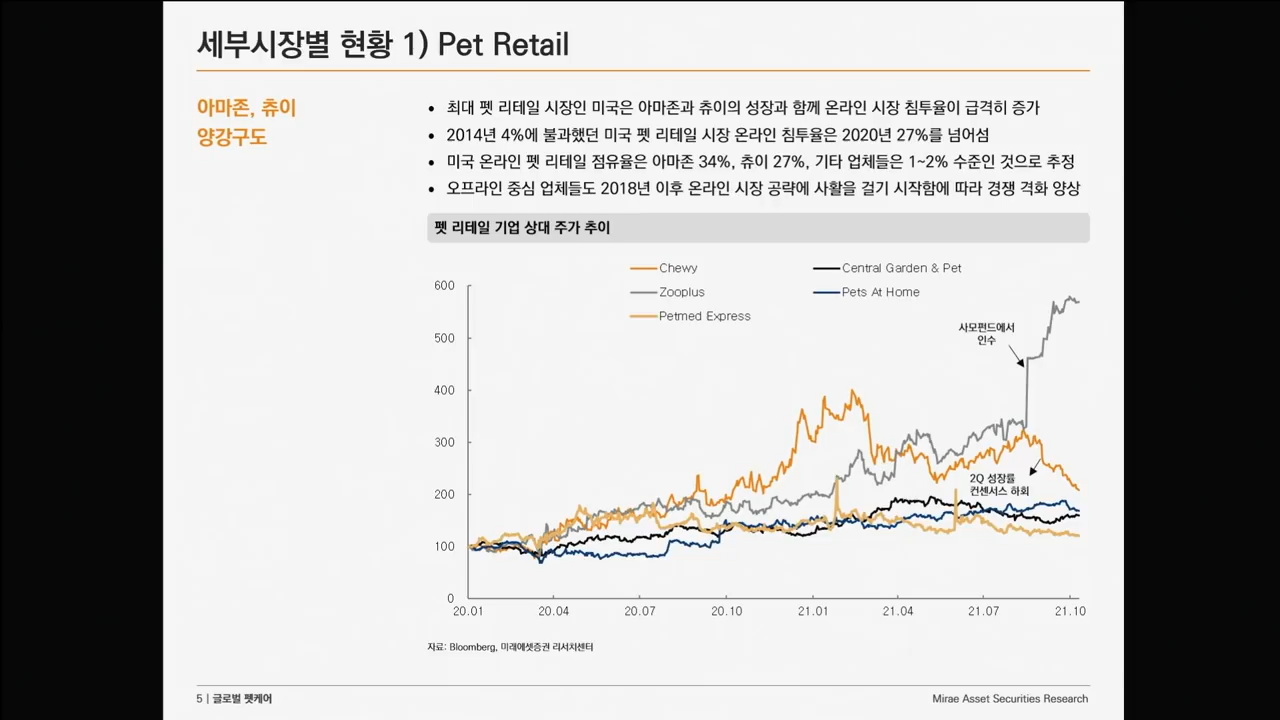 세부시장별 현황 1) Pet Retail
아마존, 츄이
양강구도
• 최대 펫 리테일 시장인 미국은 아마존과 츄이의 성장과 함께 온라인 시장 침투율이 급격히 증가
• 2014년 4%에 불과했던 미국 펫 리테일 시장 온라인 침투율은 2020년 27%를 넘어섬
• 미국 온라인 펫 리테일 점유율은 아마존 34%, 츄이 27%, 기타 업체들은 1~2% 수준인 것으로 추정
• 오프라인 중심 업체들도 2018년 이후 온라인 시장 공략에 사활을 걸기 시작함에 따라 경쟁 격화 양상
펫 리테일 기업 상대 주가 추이
Chewy
Central Garden & Pet
Zooplus
Pets At Home
Petmed Express
600
500
400
300
200
100
0
사모펀드에서
인수
2Q 성장률
컨센서스 하회
20.01 20.04 20.07 20.10 21.01 21.04 21.07 21.10
자료: Bloomberg, 미래에셋증권 리서치센터
5 | 글로벌 펫케어
Mirae Asset Securities Research